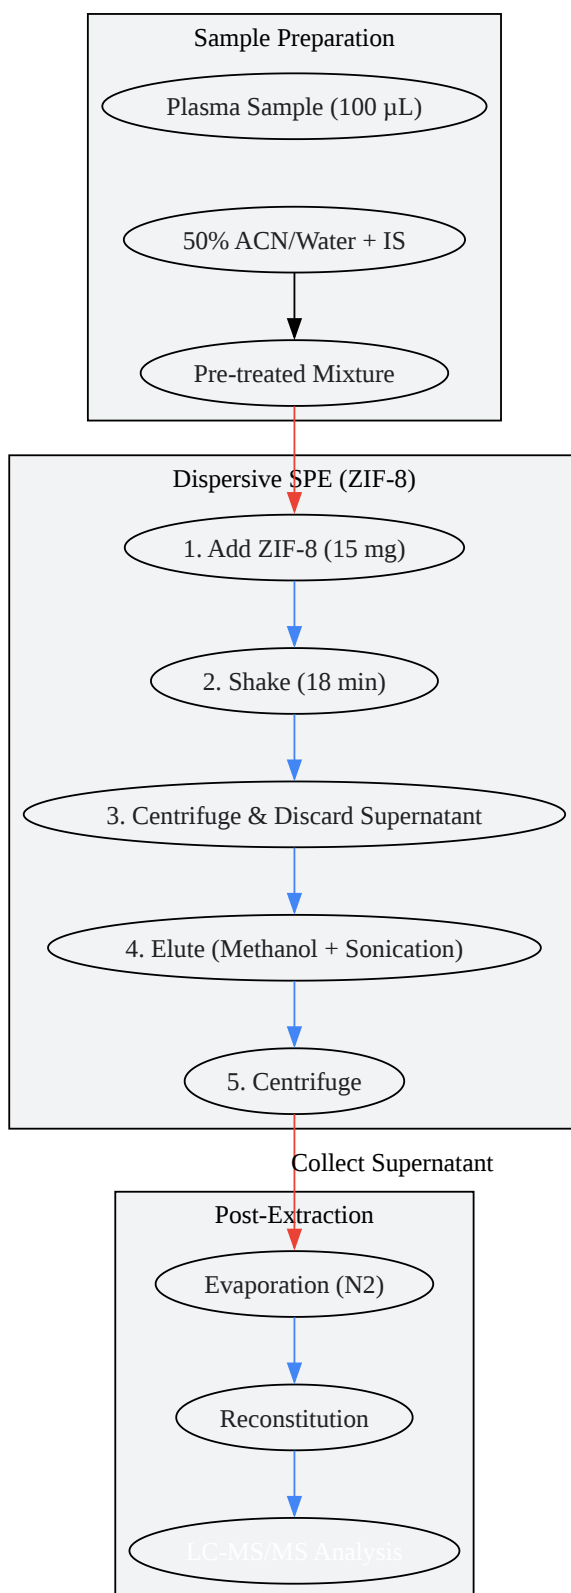 Sample Preparation
Plasma Sample (100 µL)
50% ACN/Water + IS
Pre-treated Mixture
Dispersive SPE (ZIF-8)
1. Add ZIF-8 (15 mg)
2. Shake (18 min)
3. Centrifuge & Discard Supernatant
4. Elute (Methanol + Sonication)
5. Centrifuge
Collect Supernatant
Post-Extraction
Evaporation (N2)
Reconstitution
LC-MS/MS Analysis